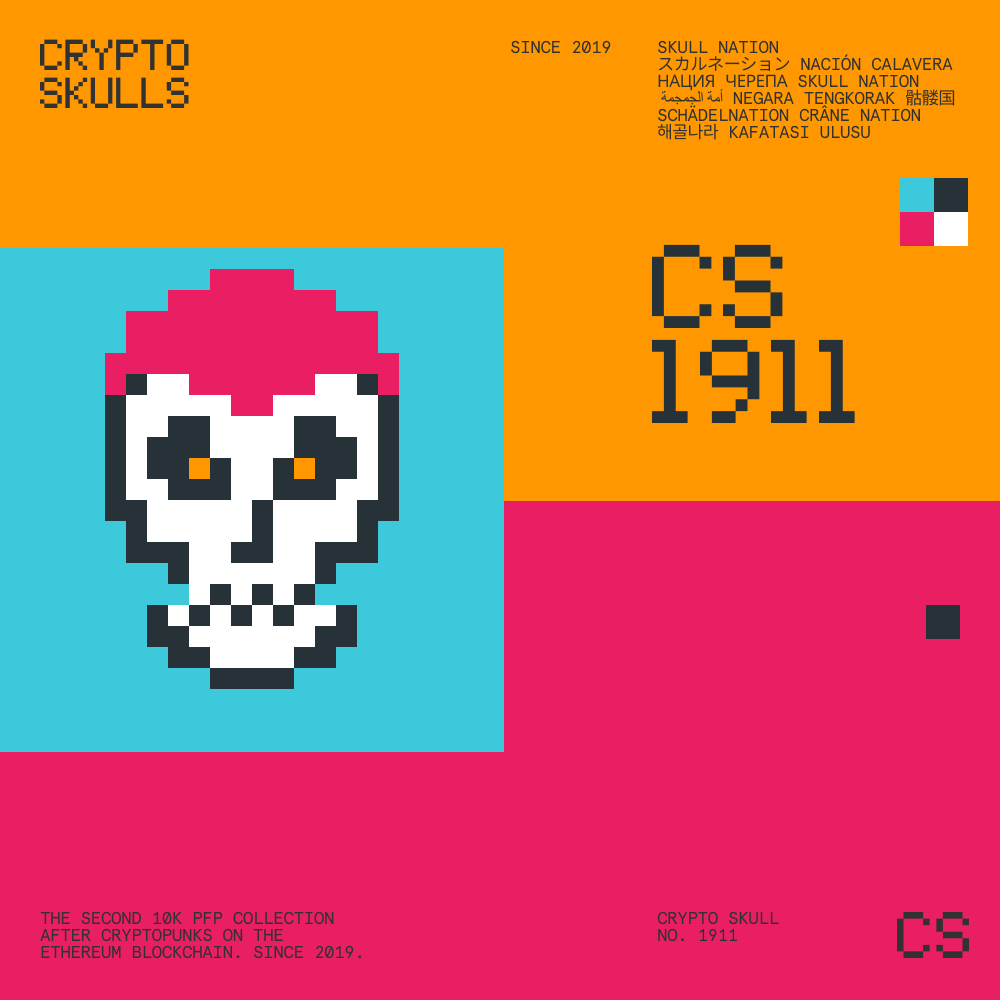 CRYPTO
SKULLS
SINCE 2019
SKULL NATION
スカルネーション NACIÓN CALAVERA
НАЦИЯ ЧЕРЕПА SKULL NATION
أمة الجمجمة NEGARA TENGKORAK 骷髅国
SCHÄDELNATION CRÂNE NATION
해골나라 KAFATASI ULUSU
CS
1911
THE SECOND 10K PFP COLLECTION
AFTER CRYPTOPUNKS ON THE
ETHEREUM BLOCKCHAIN. SINCE 2019.
CRYPTO SKULL
NO. 1911
CS